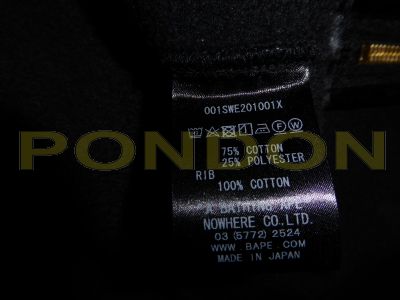 001SWE201001X
PONDON
75% COTTON
25% POLYESTER
RIB
100% COTTON
A BATHING APE
NOWHERE CO.LTD.
03 (5772) 2524
WWW.BAPE.COM
MADE IN JAPAN